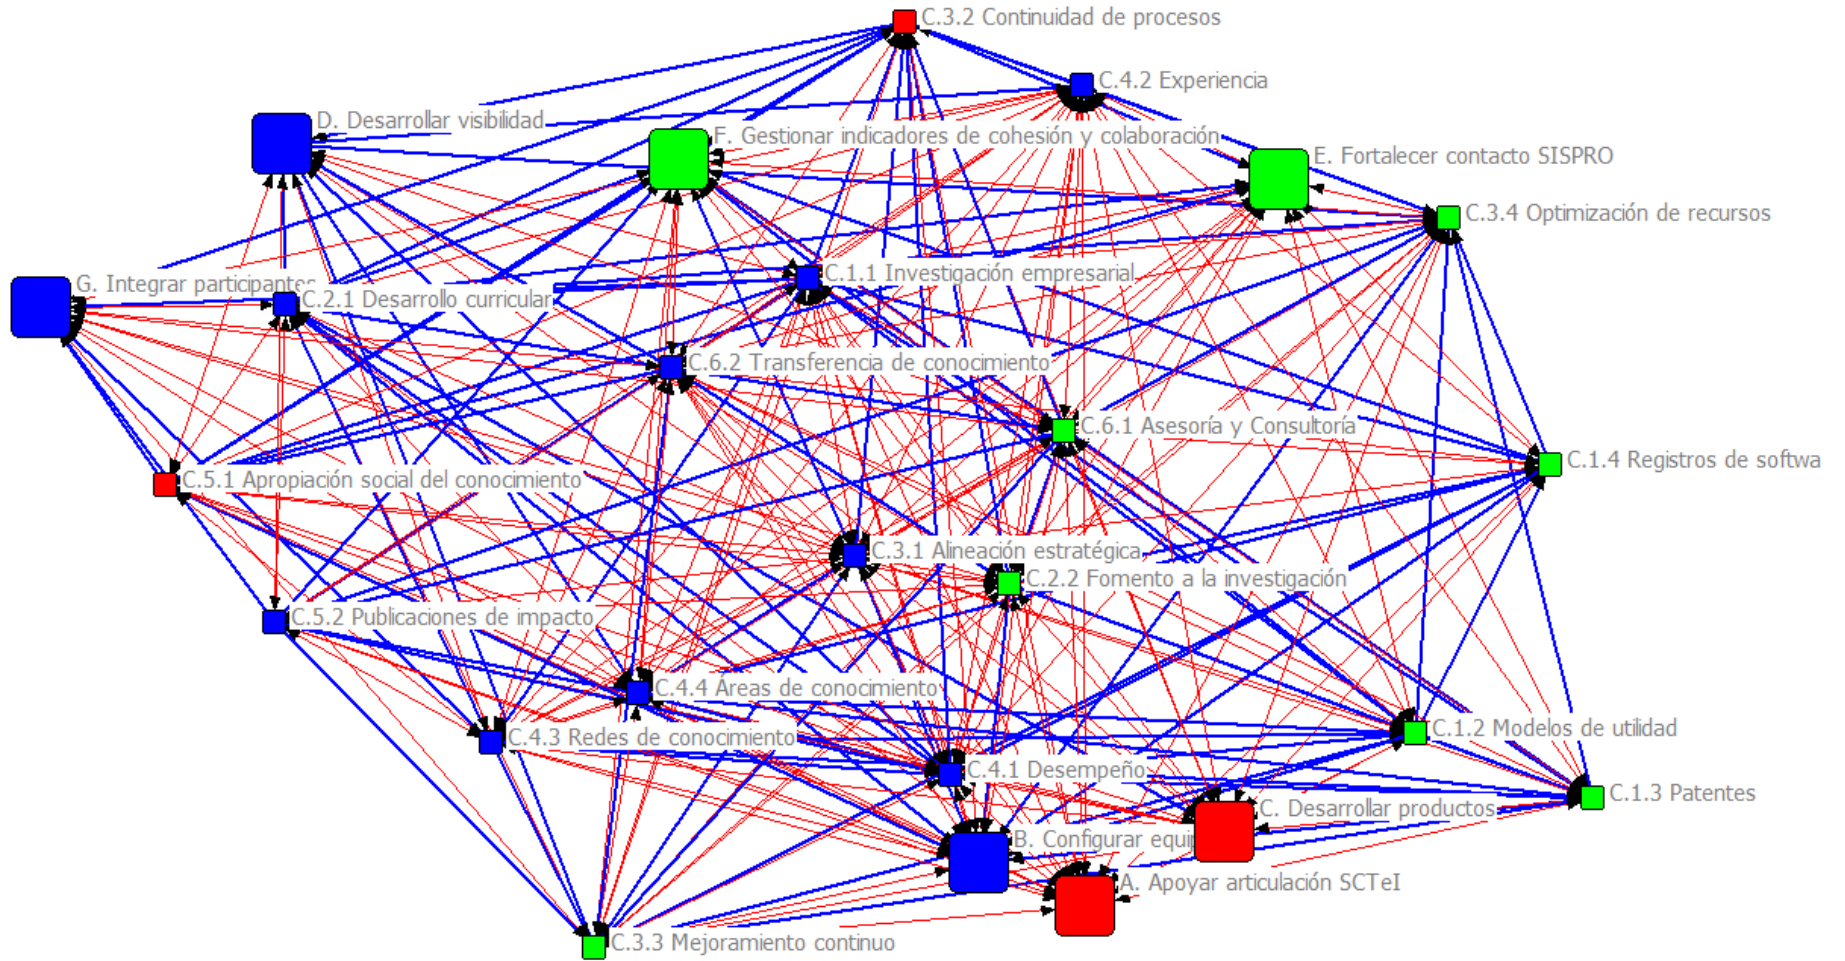 C.3.2 Continuidad de procesos
C.4.2 Experiencia
D. Desarrollar visibilidad
F. Gestionar indicadores de cohesión y colaboración
E. Fortalecer contacto SISPRO
C.3.4 Optimización de recursos
G. Integrar participantes
C.2.1 Desarrollo curricular
C.1.1 Investigación empresarial
C.6.2 Transferencia de conocimiento
C.6.1 Asesoría y Consultoría
C.1.4 Registros de softwa
C.5.1 Apropiación social del conocimiento
C.3.1 Alineación estratégica
C.2.2 Fomento a la investigación
C.5.2 Publicaciones de impacto
C.4.4 Áreas de conocimiento
C.4.3 Redes de conocimiento
C.1.2 Modelos de utilidad
C.4.1 Desempeño
C.1.3 Patentes
C. Desarrollar productos
B. Configurar equip
A. Apoyar articulación SCTeI
C.3.3 Mejoramiento continuo